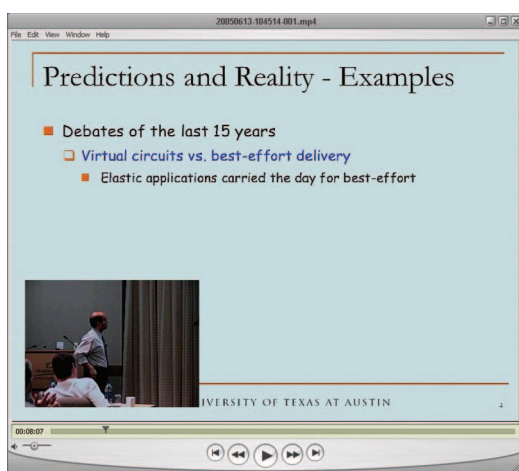 20050613-104514-001.mp4
File Edit View Window Help
Predictions and Reality - Examples
Debates of the last 15 years
Virtual circuits vs. best-effort delivery
Elastic applications carried the day for best-effort
IVERSITY OF TEXAS AT AUSTIN
00:08:07